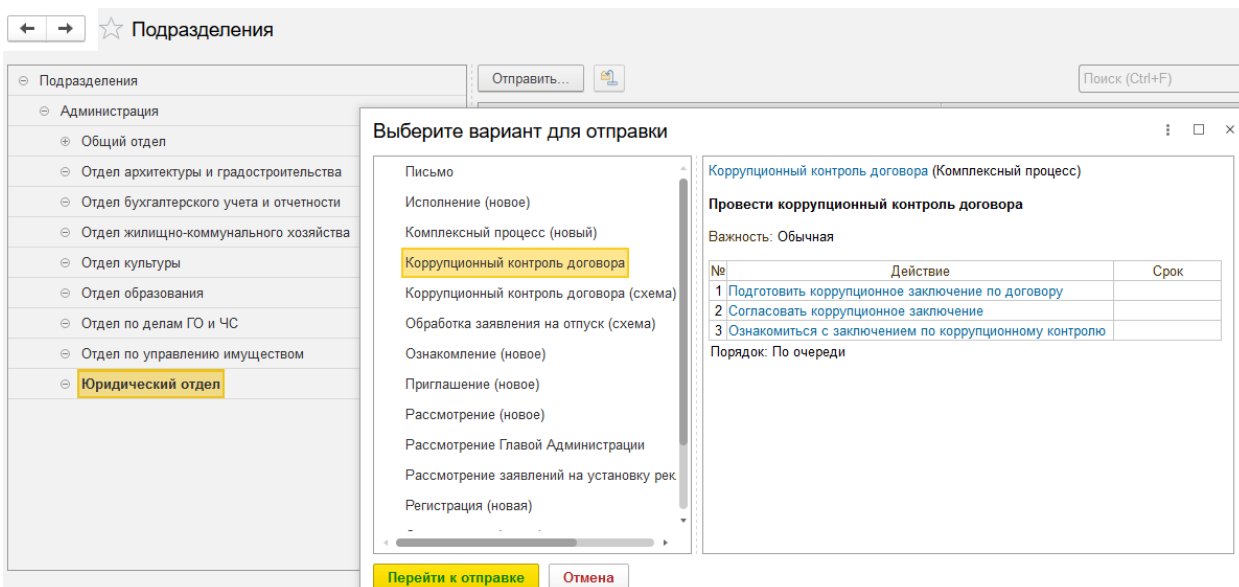 Подразделения
Подразделения
Администрация
Общий отдел
Отдел архитектуры и градостроительства
Отдел бухгалтерского учета и отчетности
Отдел жилищно-коммунального хозяйства
Отдел культуры
Отдел образования
Отдел по делам ГО и ЧС
Отдел по управлению имуществом
Юридический отдел
Отправить...
Поиск (Ctrl+F)
Выберите вариант для отправки
Письмо
Исполнение (новое)
Комплексный процесс (новый)
Коррупционный контроль договора
Коррупционный контроль договора (схема)
Обработка заявления на отпуск (схема)
Ознакомление (новое)
Приглашение (новое)
Рассмотрение (новое)
Рассмотрение Главой Администрации
Рассмотрение заявлений на установку рек
Регистрация (новая)
Коррупционный контроль договора (Комплексный процесс)
Провести коррупционный контроль договора
Важность: Обычная
№ Действие Срок
1 Подготовить коррупционное заключение по договору
2 Согласовать коррупционное заключение
3 Ознакомиться с заключением по коррупционному контролю
Порядок: По очереди
Перейти к отправке
Отмена